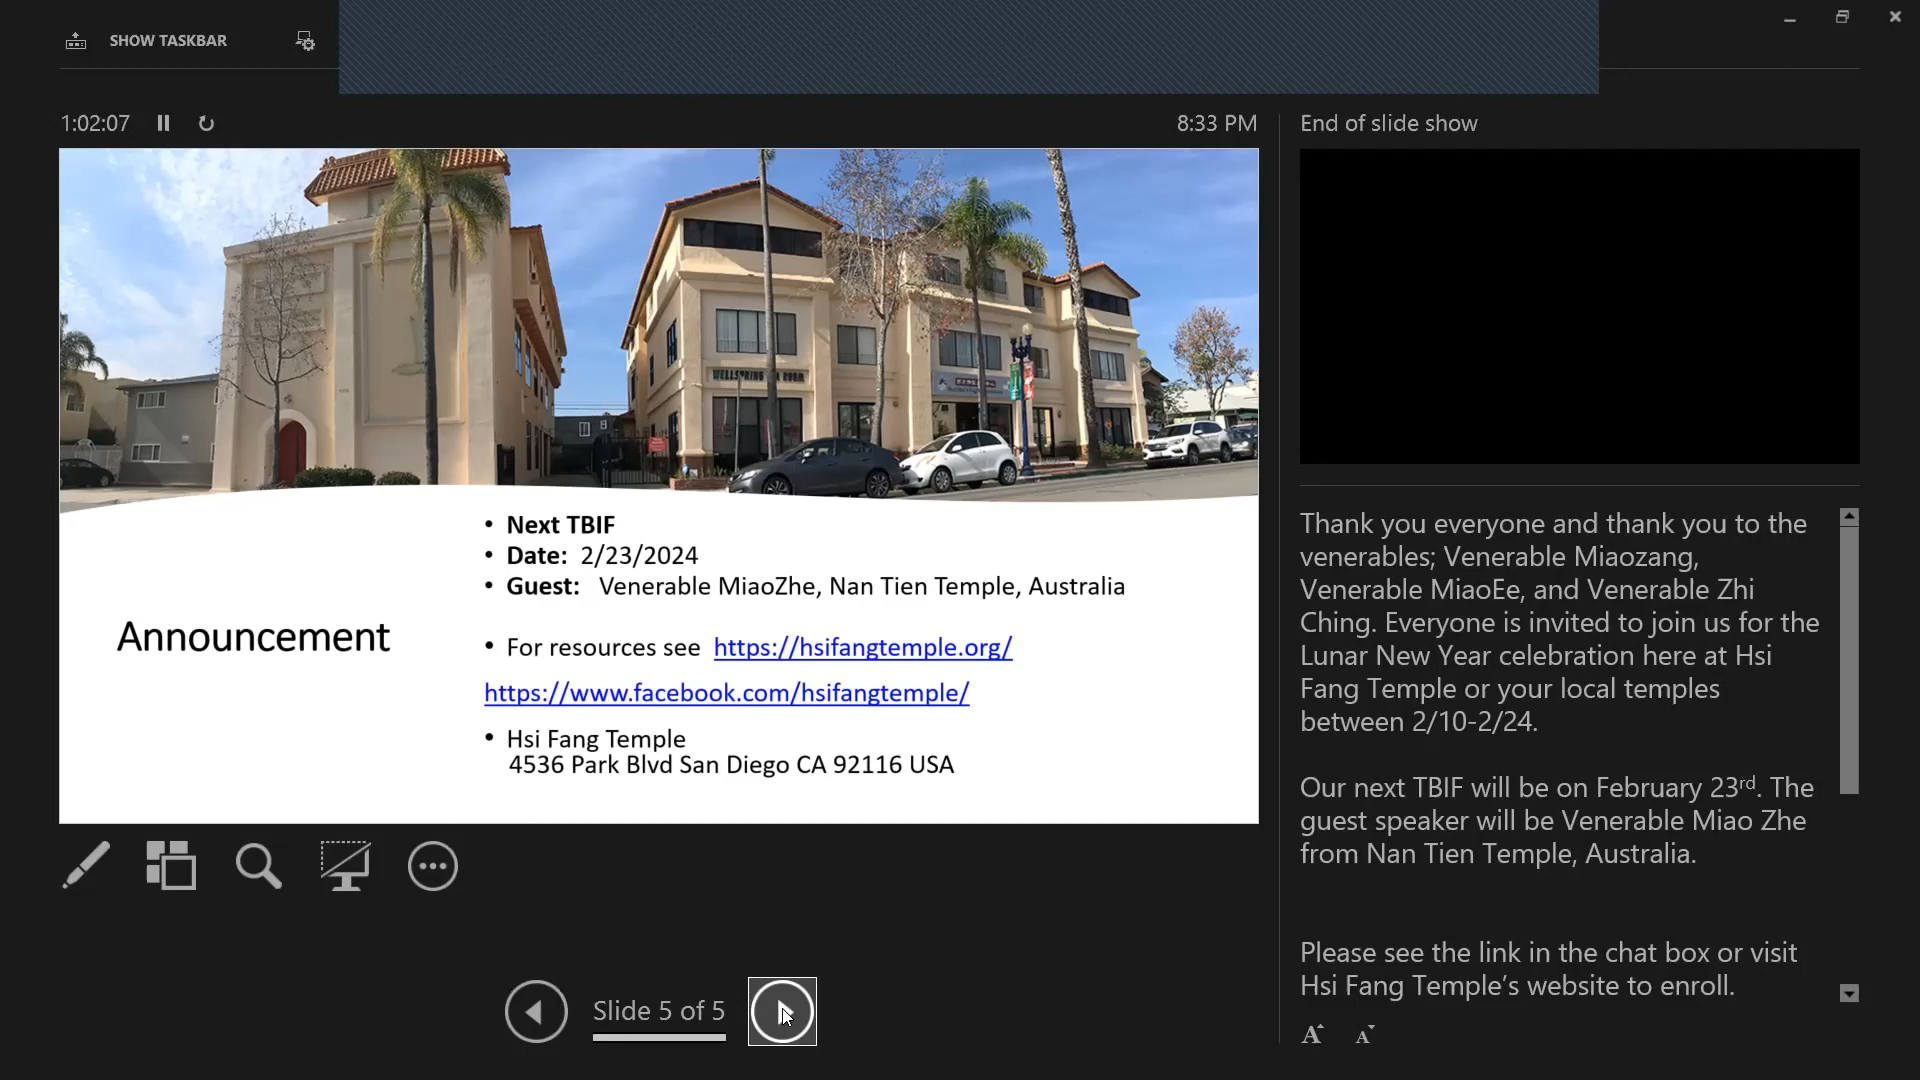 SHOW TASKBAR
1:02:07
8:33 PM
End of slide show
WELLSPRING TEA ROOM
• Next TBIF
• Date: 2/23/2024
• Guest: Venerable MiaoZhe, Nan Tien Temple, Australia
Announcement
• For resources see https://hsifangtemple.org/
https://www.facebook.com/hsifangtemple/
• Hsi Fang Temple
4536 Park Blvd San Diego CA 92116 USA
Slide 5 of 5
Thank you everyone and thank you to the
venerables; Venerable Miaozang,
Venerable MiaoEe, and Venerable Zhi
Ching. Everyone is invited to join us for the
Lunar New Year celebration here at Hsi
Fang Temple or your local temples
between 2/10-2/24.
Our next TBIF will be on February 23rd. The
guest speaker will be Venerable Miao Zhe
from Nan Tien Temple, Australia.
Please see the link in the chat box or visit
Hsi Fang Temple’s website to enroll.
A A